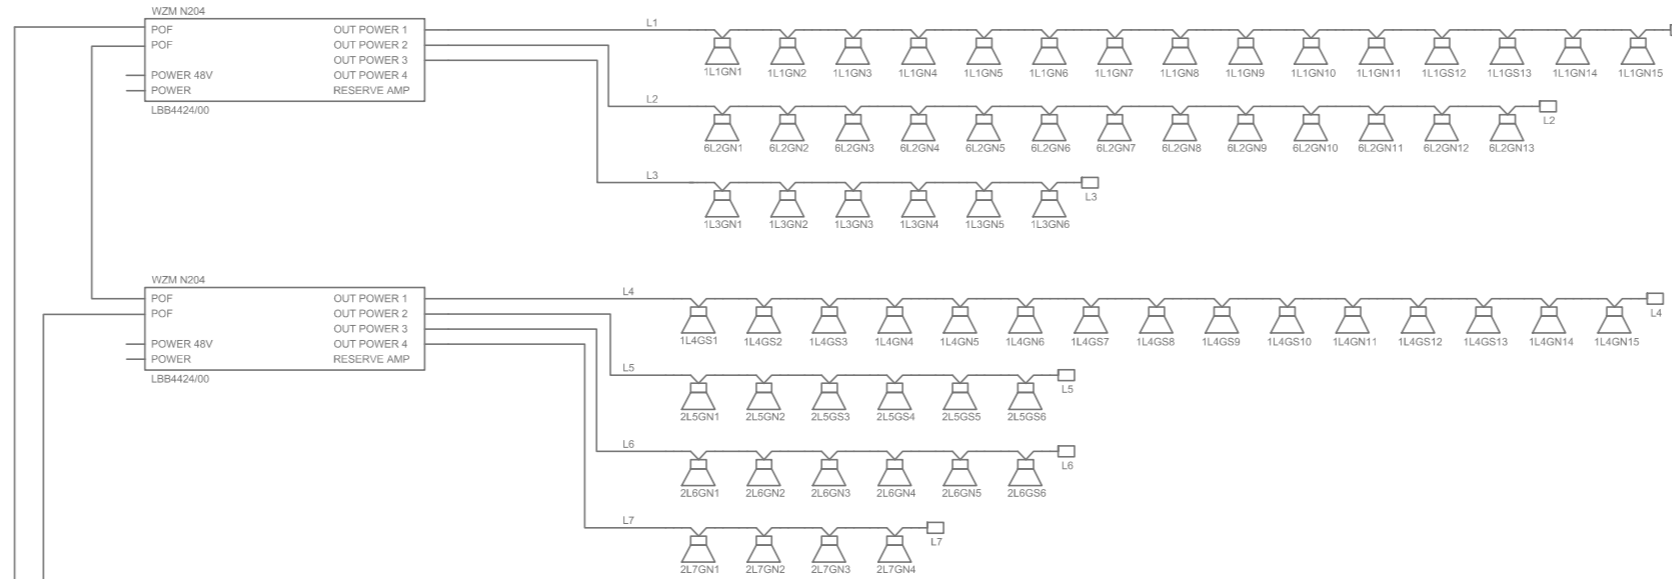 WZM N204
POF OUT POWER 1 L1
POF OUT POWER 2
OUT POWER 3
POWER 48V OUT POWER 4
POWER RESERVE AMP
LBB4424/00
1L1GN1 1L1GN2 1L1GN3 1L1GN4 1L1GN5 1L1GN6 1L1GN7 1L1GN8 1L1GN9 1L1GN10 1L1GN11 1L1GS12 1L1GS13 1L1GN14 1L1GN15
L2 L2
6L2GN1 6L2GN2 6L2GN3 6L2GN4 6L2GN5 6L2GN6 6L2GN7 6L2GN8 6L2GN9 6L2GN10 6L2GN11 6L2GN12 6L2GN13
L3 L3
1L3GN1 1L3GN2 1L3GN3 1L3GN4 1L3GN5 1L3GN6
WZM N204
POF OUT POWER 1 L4 L4
POF OUT POWER 2
OUT POWER 3
POWER 48V OUT POWER 4
POWER RESERVE AMP
LBB4424/00
1L4GS1 1L4GS2 1L4GS3 1L4GN4 1L4GN5 1L4GN6 1L4GS7 1L4GS8 1L4GS9 1L4GS10 1L4GN11 1L4GS12 1L4GS13 1L4GN14 1L4GN15
L5 L5
2L5GN1 2L5GN2 2L5GS3 2L5GS4 2L5GS5 2L5GS6
L6 L6
2L6GN1 2L6GN2 2L6GN3 2L6GN4 2L6GN5 2L6GS6
L7 L7
2L7GN1 2L7GN2 2L7GN3 2L7GN4